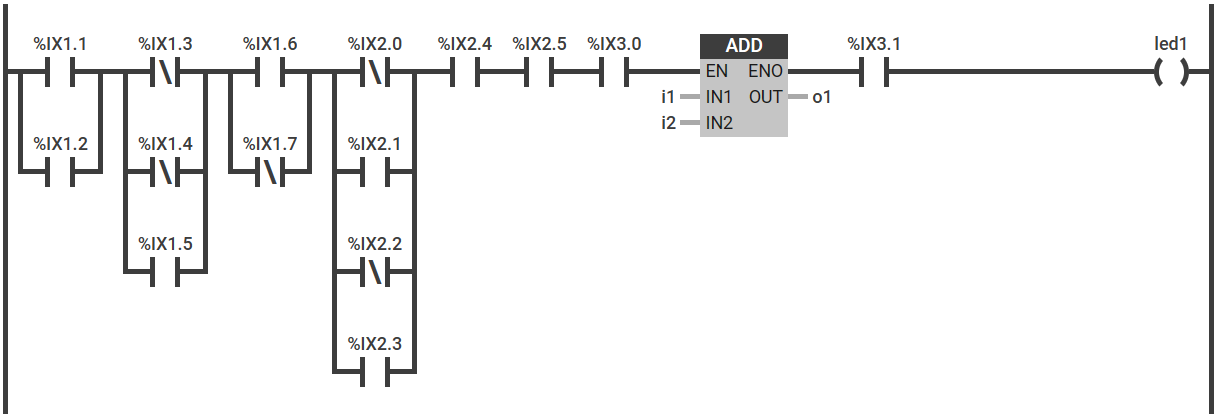 %IX1.1 %IX1.3 %IX1.6 %IX2.0 %IX2.4 %IX2.5 %IX3.0 ADD %IX3.1 led1
EN ENO
i1 IN1 OUT o1
i2 IN2
%IX1.2 %IX1.4 %IX1.7 %IX2.1
%IX1.5 %IX2.2
%IX2.3